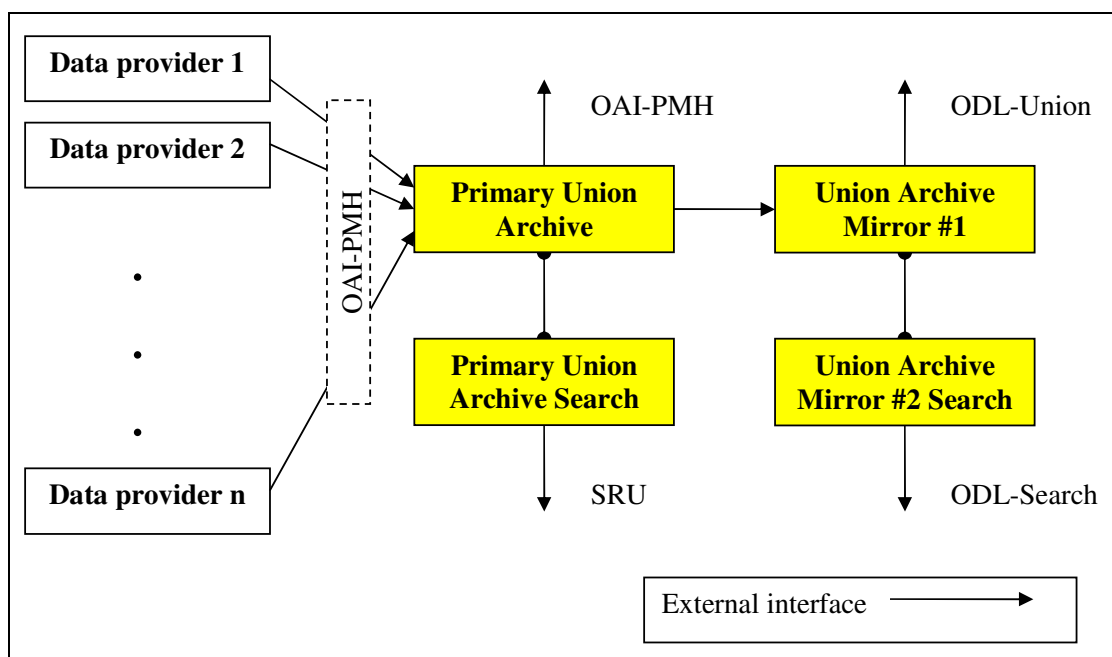 Data provider 1
Data provider 2
Data provider n
OAI-PMH
OAI-PMH
Primary Union
Archive
Primary Union
Archive Search
SRU
ODL-Union
Union Archive
Mirror #1
Union Archive
Mirror #2 Search
ODL-Search
External interface